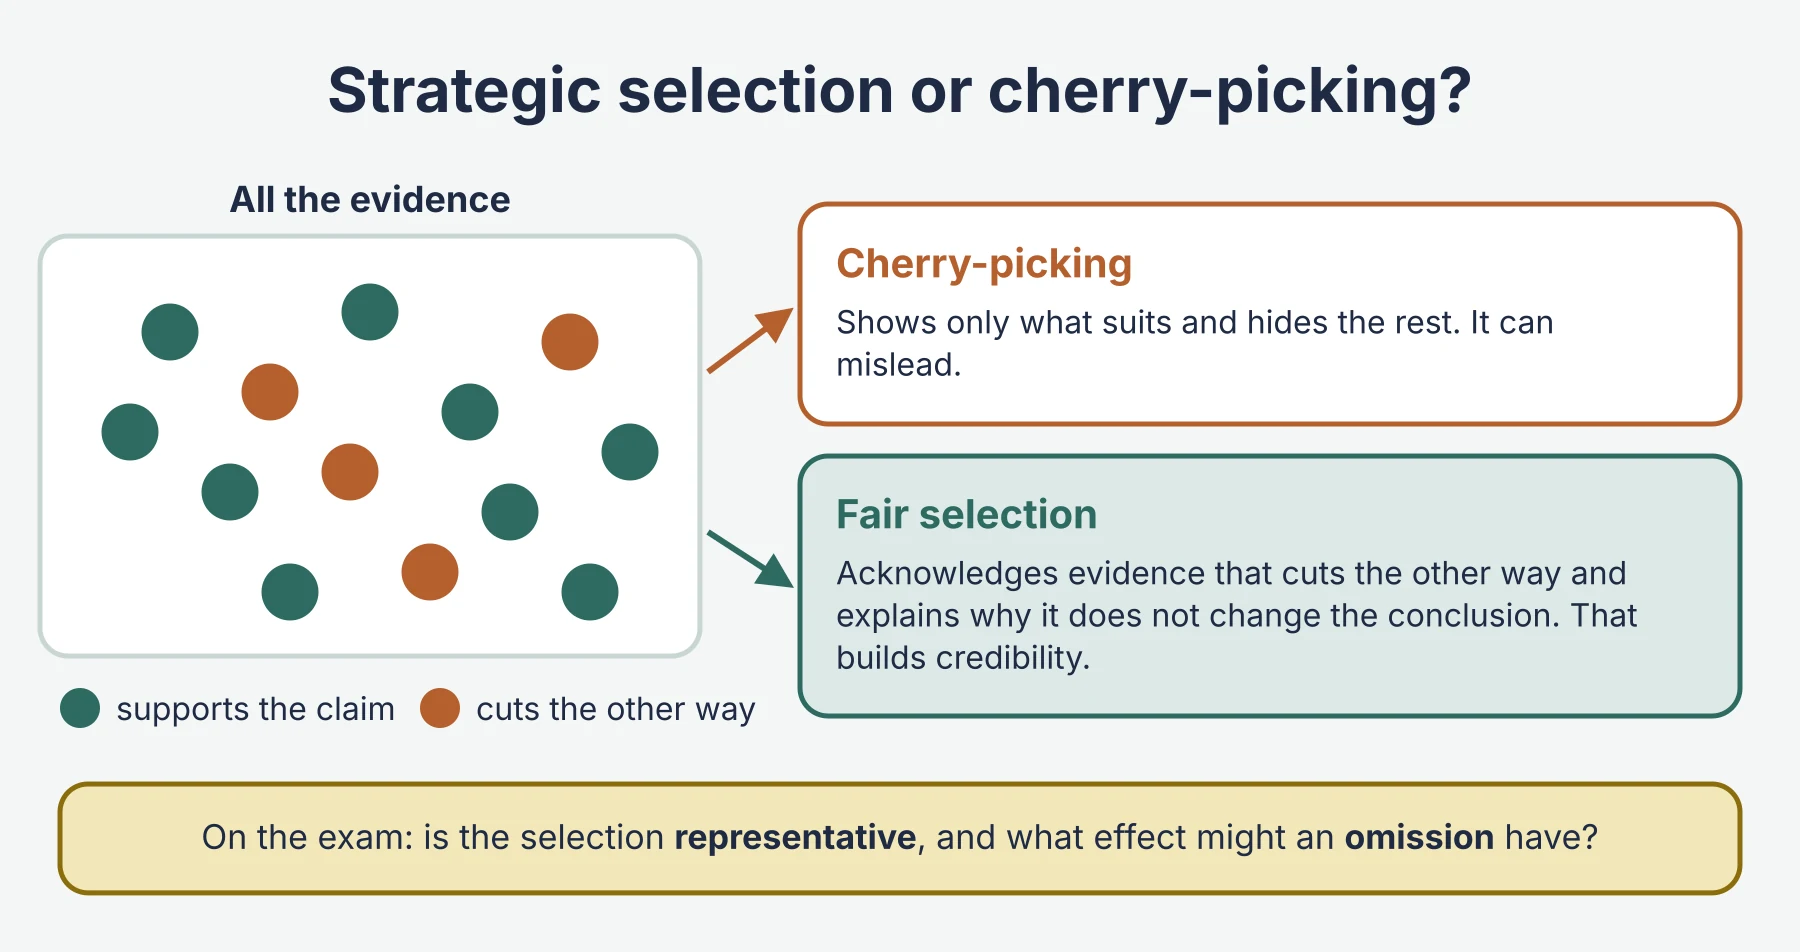 Strategic selection or cherry-picking?
All the evidence
supports the claim
cuts the other way
Cherry-picking
Shows only what suits and hides the rest. It can
mislead.
Fair selection
Acknowledges evidence that cuts the other way and
explains why it does not change the conclusion. That
builds credibility.
On the exam: is the selection representative, and what effect might an omission have?